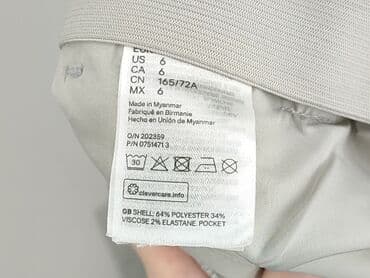 US 6
CA 6
CN 165/72A
MX 6
Made in Myanmar
Fabriqué en Birmanie
Hecho en Unión de Myanmar
O/N 202359
P/N 0751471 3
30
clevercare.info
GB SHELL: 64% POLYESTER 34%
VISCOSE 2% ELASTANE. POCKET